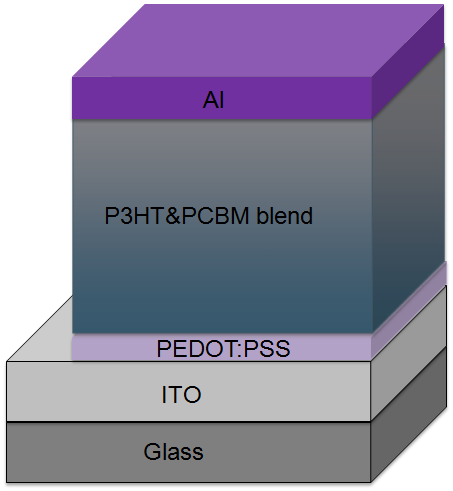 Al
P3HT&PCBM blend
PEDOT:PSS
ITO
Glass